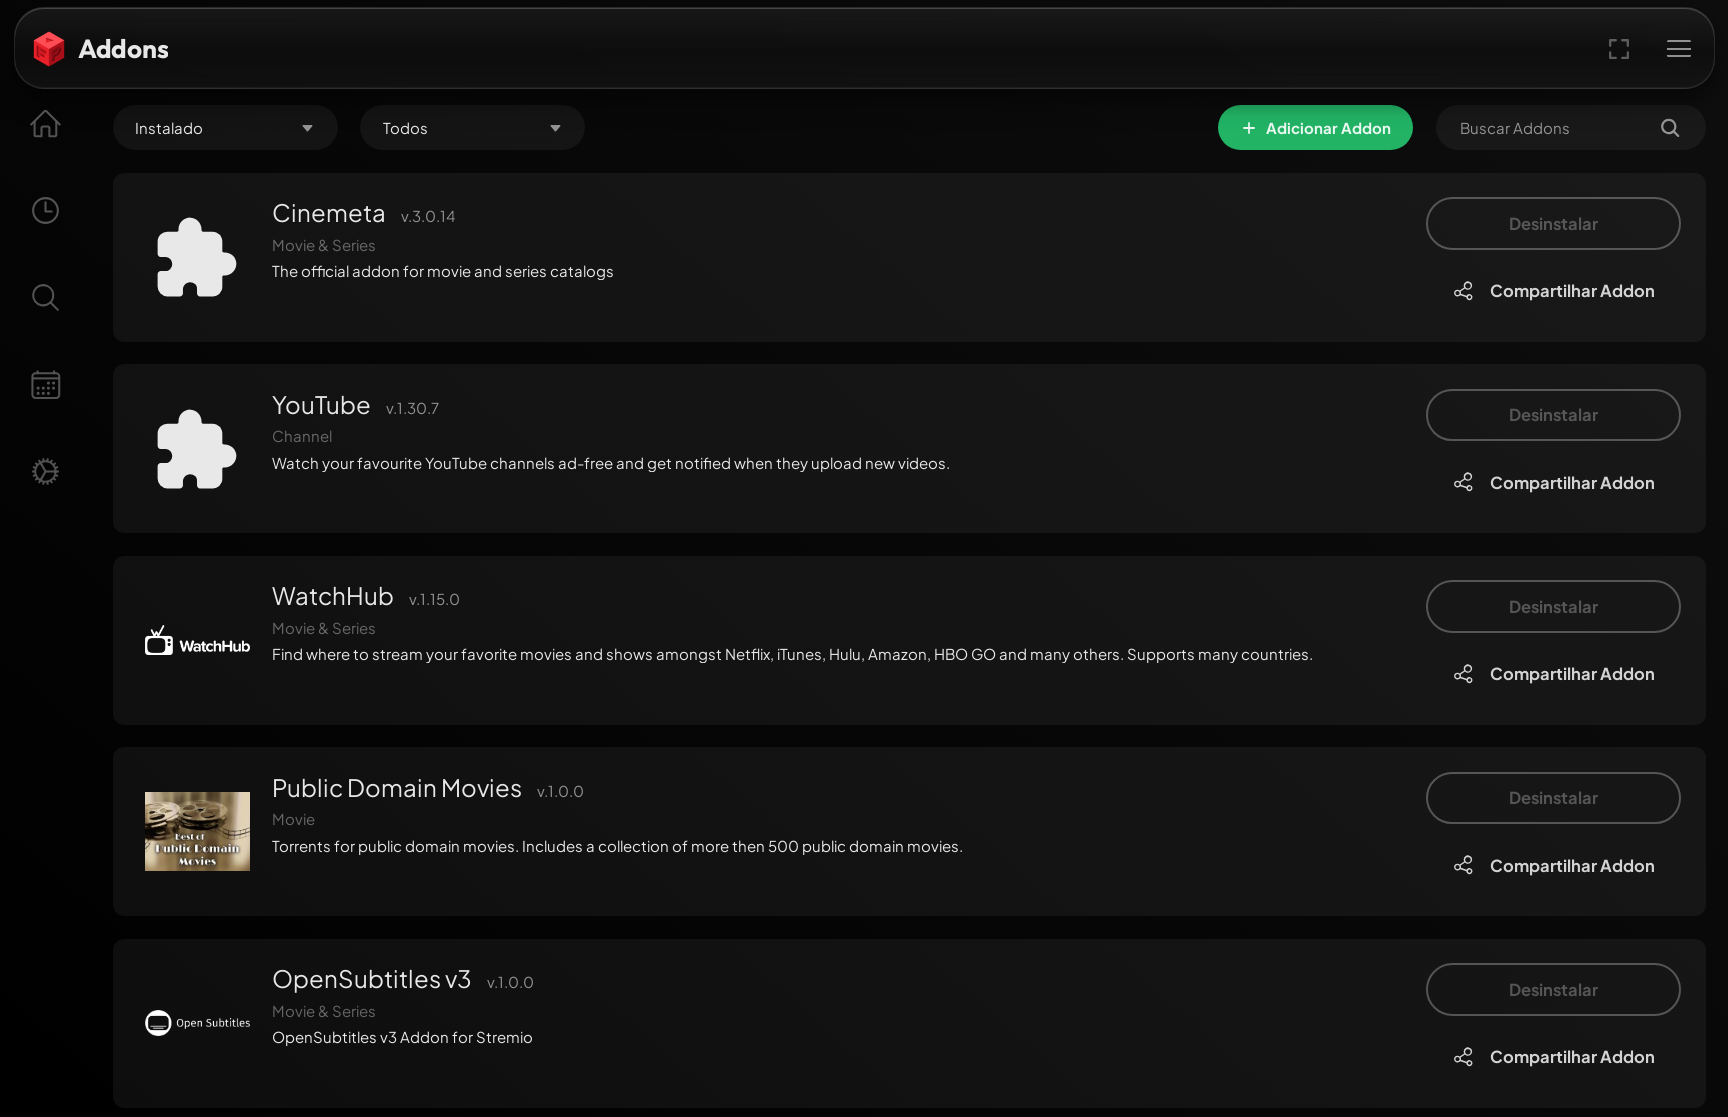 Addons
Instalado
Todos
Adicionar Addon
Buscar Addons
Cinemeta v.3.0.14
Movie & Series
The official addon for movie and series catalogs
Desinstalar
Compartilhar Addon
YouTube v.1.30.7
Channel
Watch your favourite YouTube channels ad-free and get notified when they upload new videos.
Desinstalar
Compartilhar Addon
WatchHub
WatchHub v.1.15.0
Movie & Series
Find where to stream your favorite movies and shows amongst Netflix, iTunes, Hulu, Amazon, HBO GO and many others. Supports many countries.
Desinstalar
Compartilhar Addon
Best of
Public Domain
Movies
Public Domain Movies v.1.0.0
Movie
Torrents for public domain movies. Includes a collection of more then 500 public domain movies.
Desinstalar
Compartilhar Addon
Open Subtitles
OpenSubtitles v3 v.1.0.0
Movie & Series
OpenSubtitles v3 Addon for Stremio
Desinstalar
Compartilhar Addon